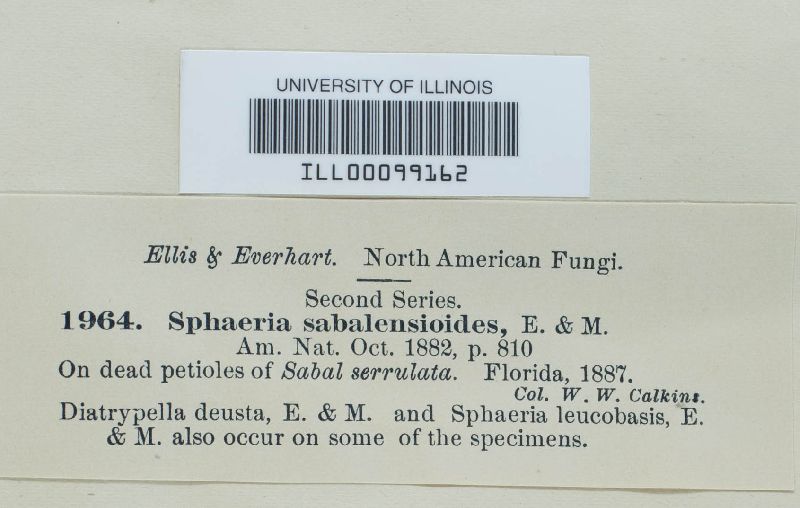 UNIVERSITY OF ILLINOIS
ILL00099162
Ellis & Everhart. North American Fungi.
Second Series.
1964. Sphaeria sabalensioides, E. & M.
Am. Nat. Oct. 1882, p. 810
On dead petioles of Sabal serrulata. Florida, 1887.
Col. W. W. Calkins.
Diatrypella deusta, E. & M. and Sphaeria leucobasis, E.
& M. also occur on some of the specimens.